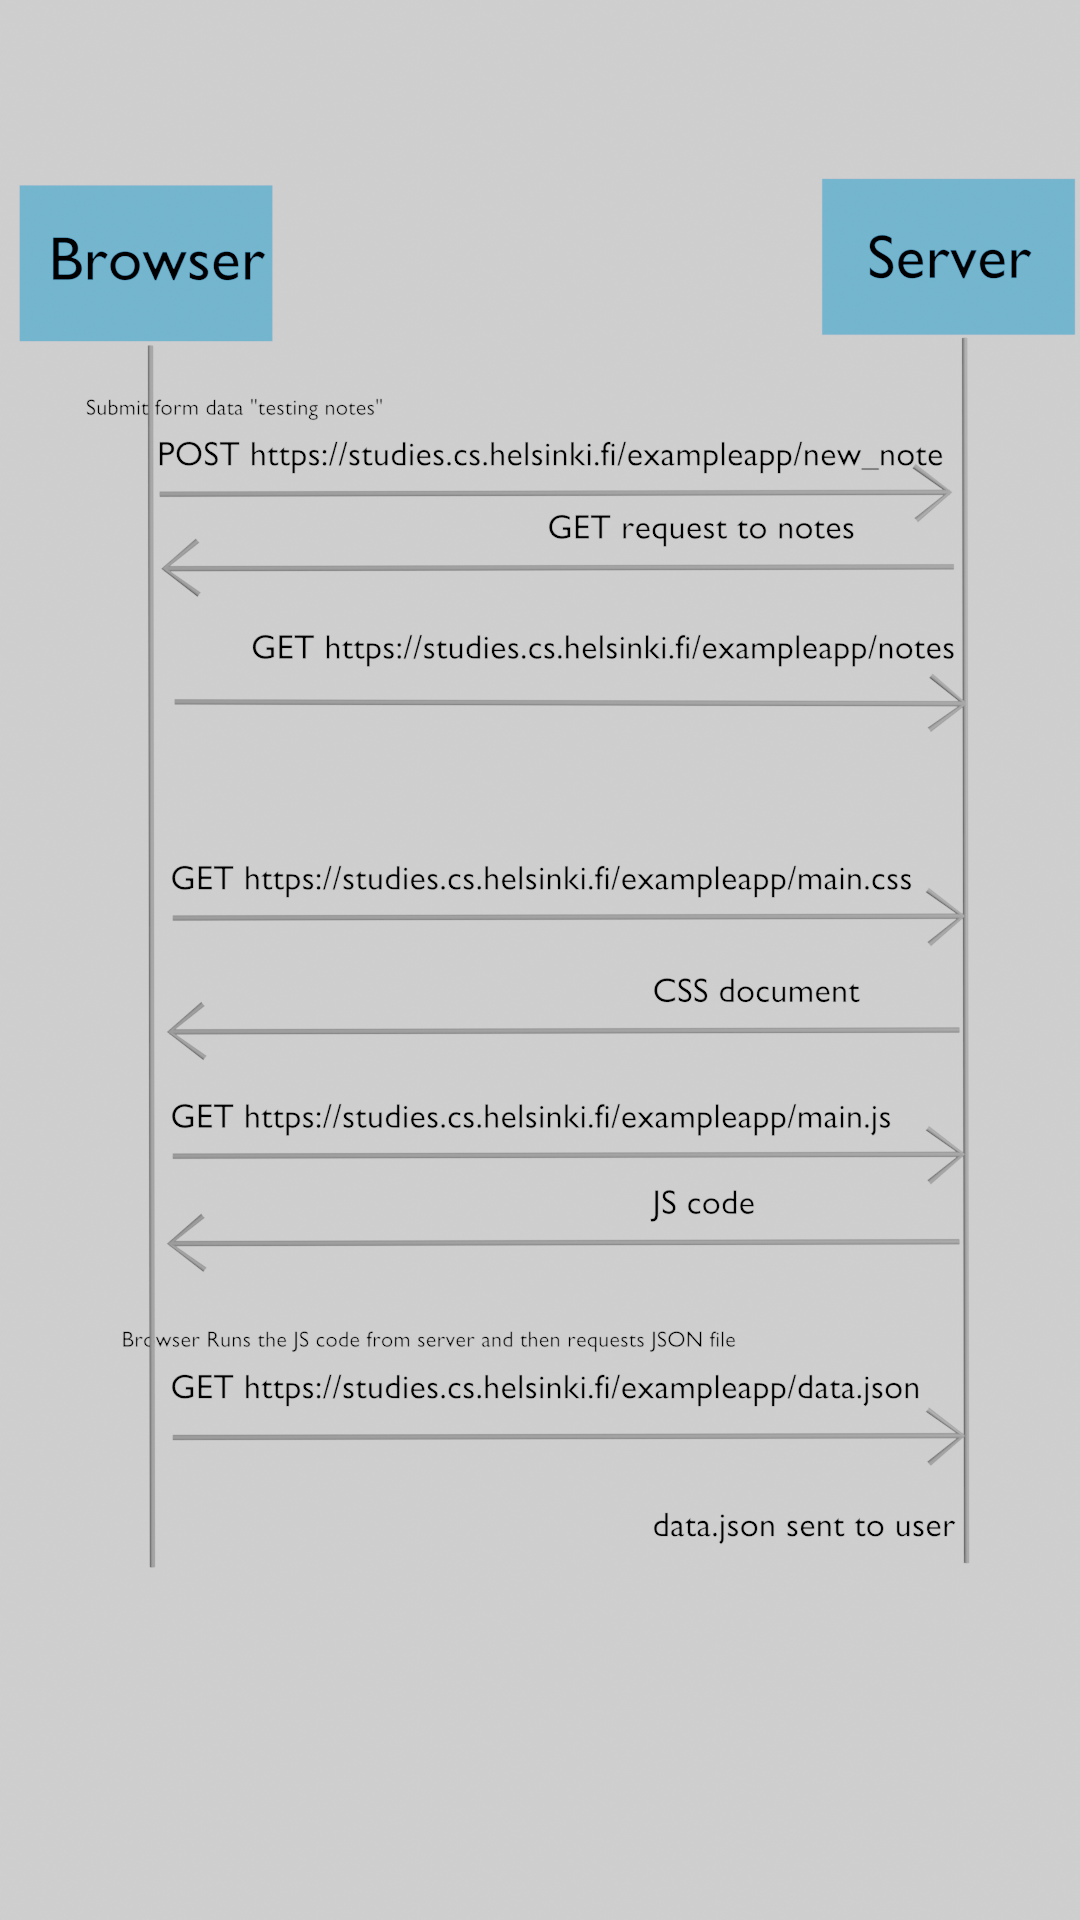 Browser
Server
Submit form data "testing notes"
POST https://studies.cs.helsinki.fi/exampleapp/new_note
GET request to notes
GET https://studies.cs.helsinki.fi/exampleapp/notes
GET https://studies.cs.helsinki.fi/exampleapp/main.css
CSS document
GET https://studies.cs.helsinki.fi/exampleapp/main.js
JS code
Browser Runs the JS code from server and then requests JSON file
GET https://studies.cs.helsinki.fi/exampleapp/data.json
data.json sent to user